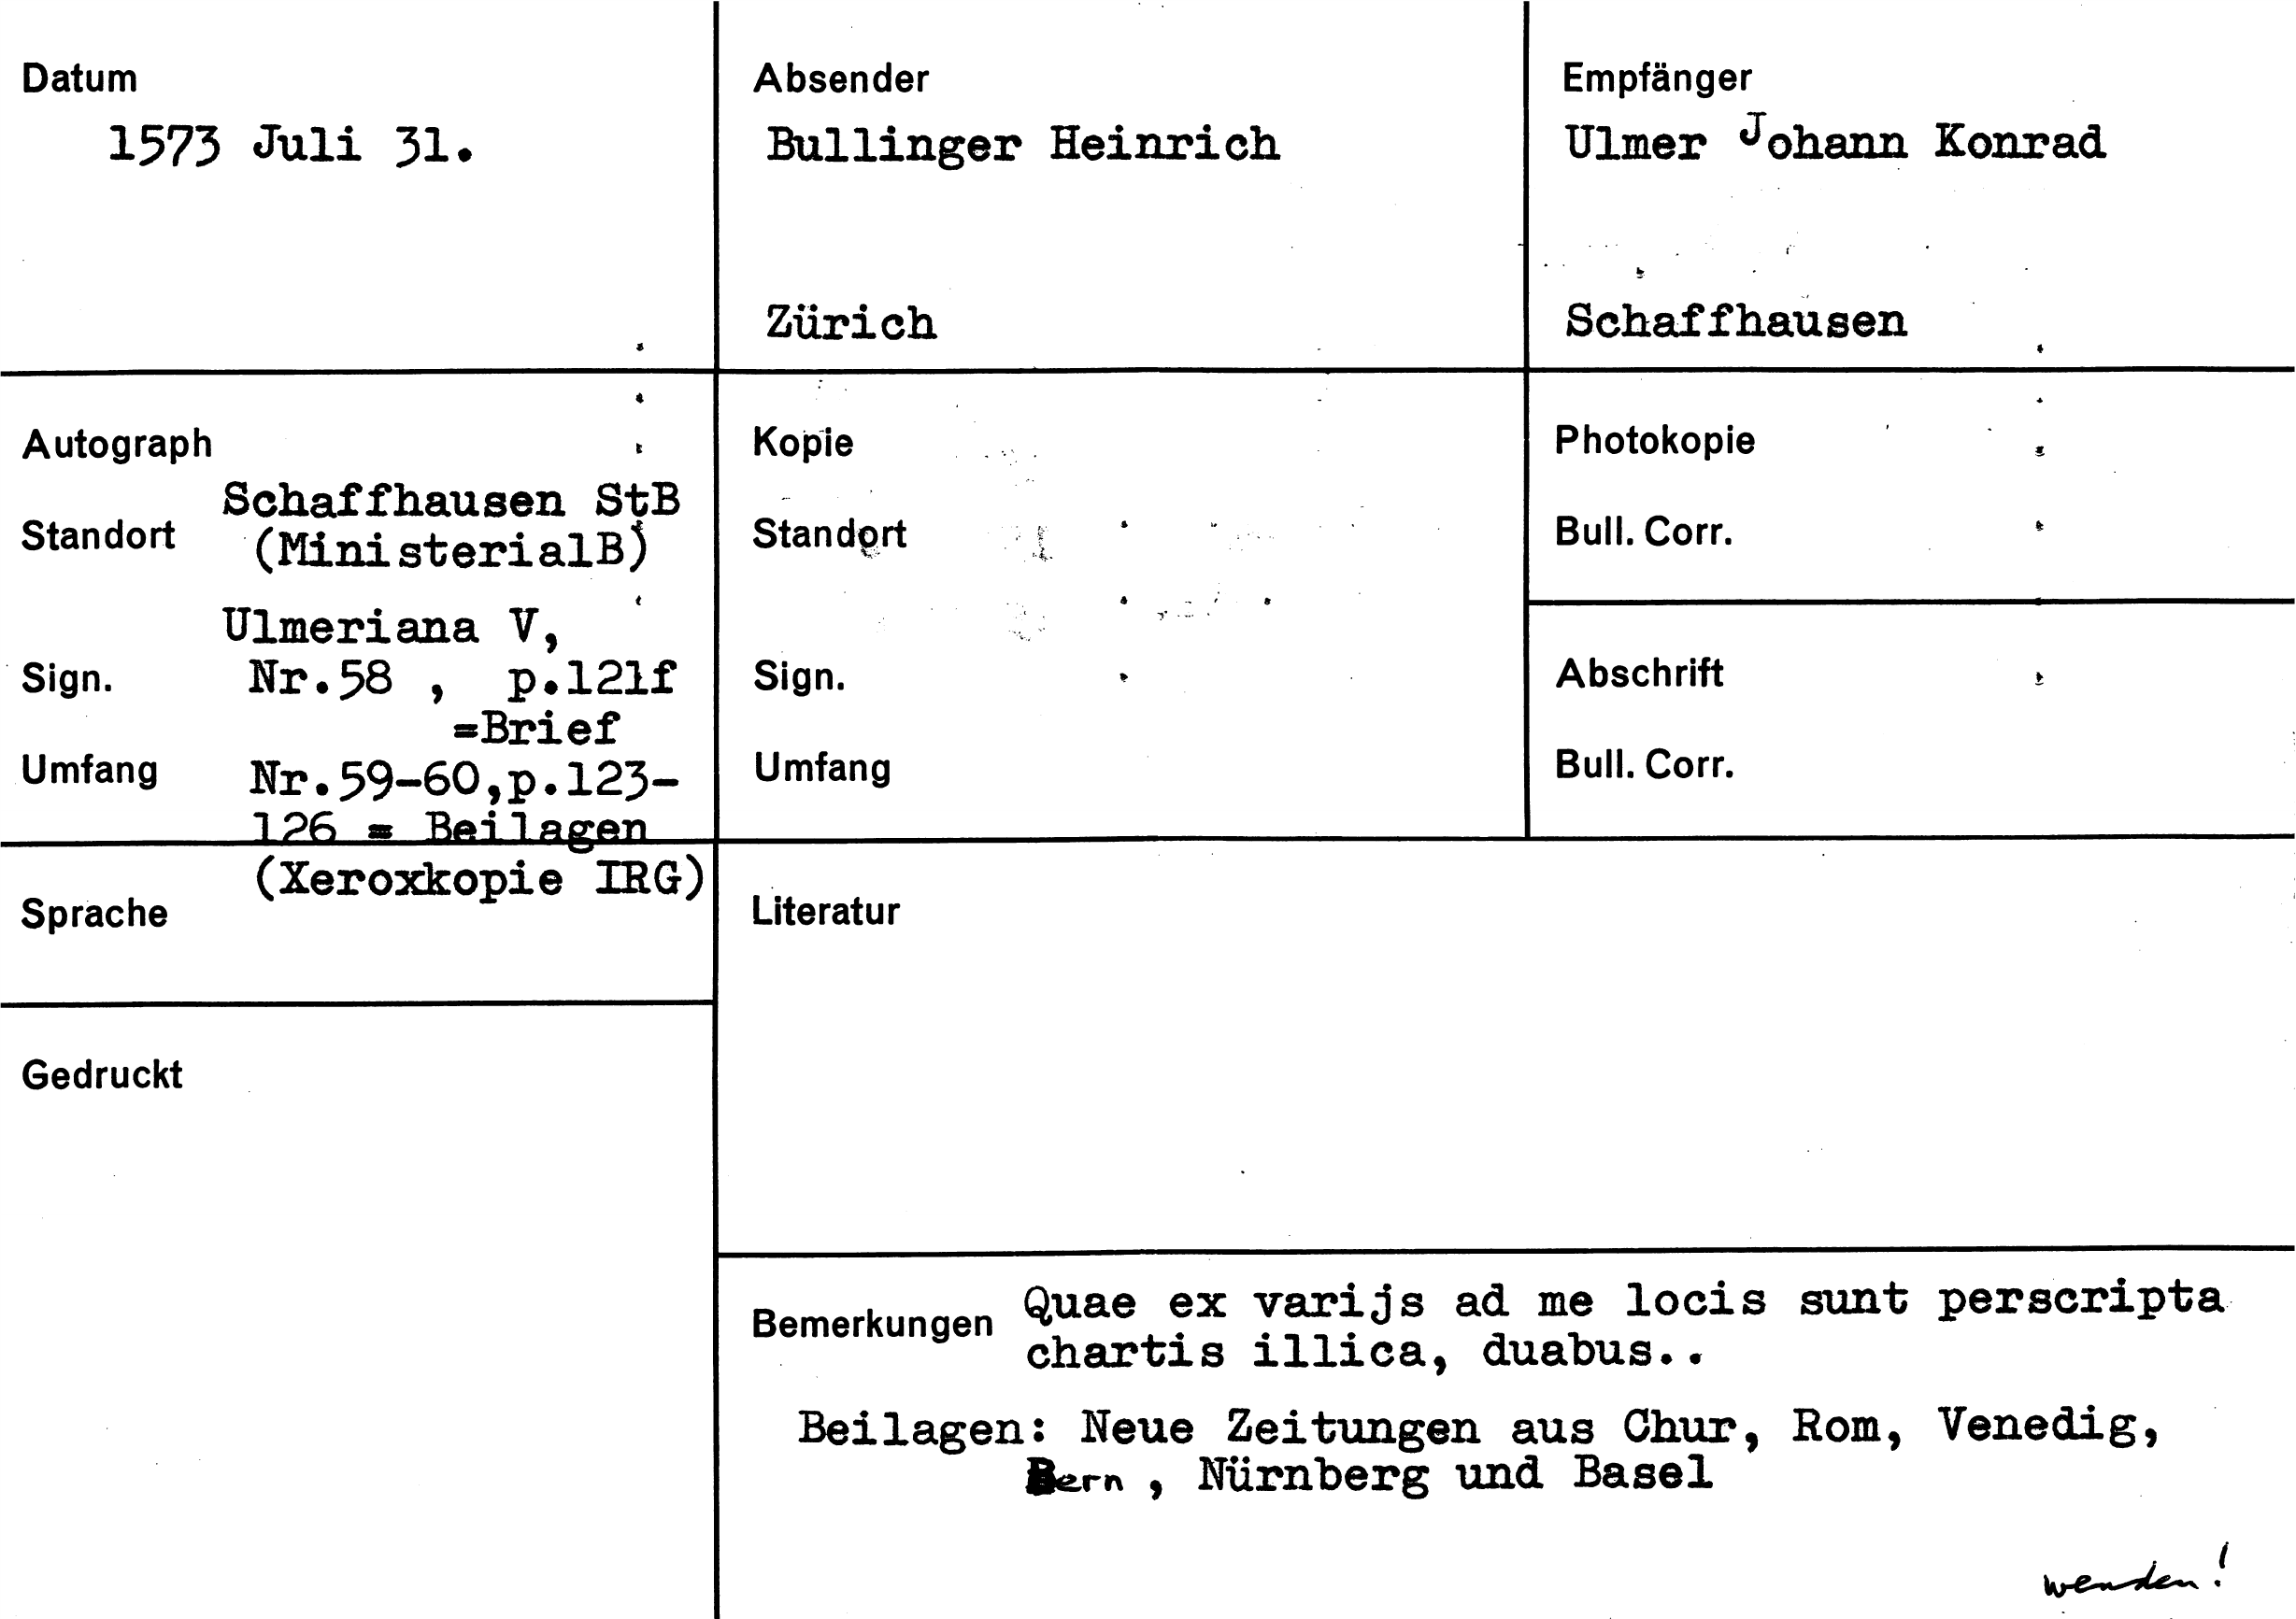 Datum
1573 Juli 31.
Absender
Bullinger Heinrich
Zürich
Empfänger
Ulmer Johann Konrad
Schaffhausen
Autograph
Standort
Schaffhausen StB
(MinisterialB)
Ulmeriana V,
Sign.
Nr.58 , p.121f
=Brief
Umfang
Nr.59-60,p.123-
126 = Beilagen
(Xeroxkopie IRG)
Kopie
Standort
Sign.
Umfang
Photokopie
Bull. Corr.
Abschrift
Bull. Corr.
Sprache
Literatur
Gedruckt
Bemerkungen
Quae ex varijs ad me locis sunt perscripta
chartis illica, duabus..
Beilagen: Neue Zeitungen aus Chur, Rom, Venedig,
Bern , Nürnberg und Basel
wenden!